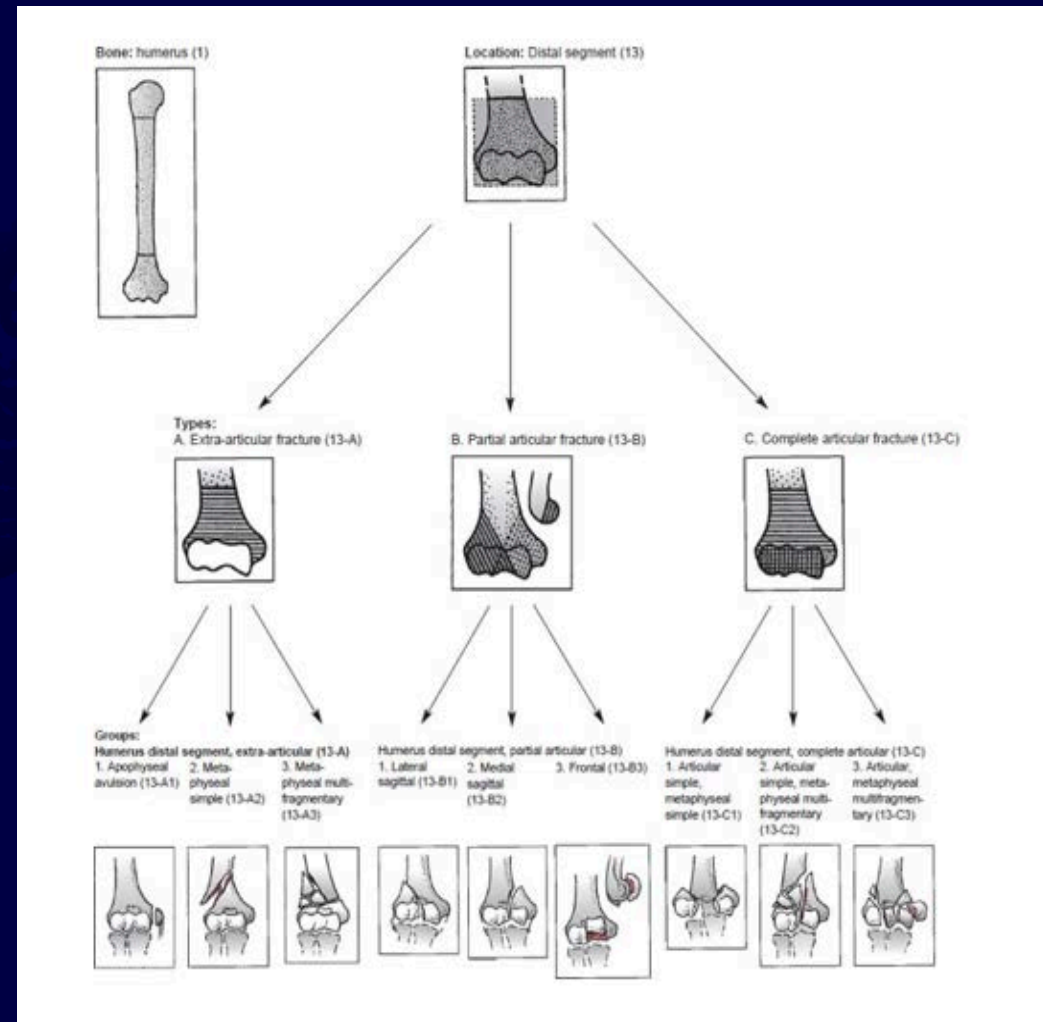 Bone: humerus (1)
Location: Distal segment (13)
Types:
A. Extra-articular fracture (13-A)
B. Partial articular fracture (13-B)
C. Complete articular fracture (13-C)
Groups:
Humerus distal segment, extra-articular (13-A)
1. Apophyseal
avulsion (13-A1)
2. Meta-
physeal
simple (13-A2)
3. Meta-
physeal multi-
fragmentary
(13-A3)
Humerus distal segment, partial articular (13-B)
1. Lateral
sagittal (13-B1)
2. Medial
sagittal
(13-B2)
3. Frontal (13-B3)
Humerus distal segment, complete articular (13-C)
1. Articular
simple,
metaphyseal
simple (13-C1)
2. Articular
simple, meta-
physeal multi-
fragmentary
(13-C2)
3. Articular,
metaphyseal
multifragmen-
tary (13-C3)